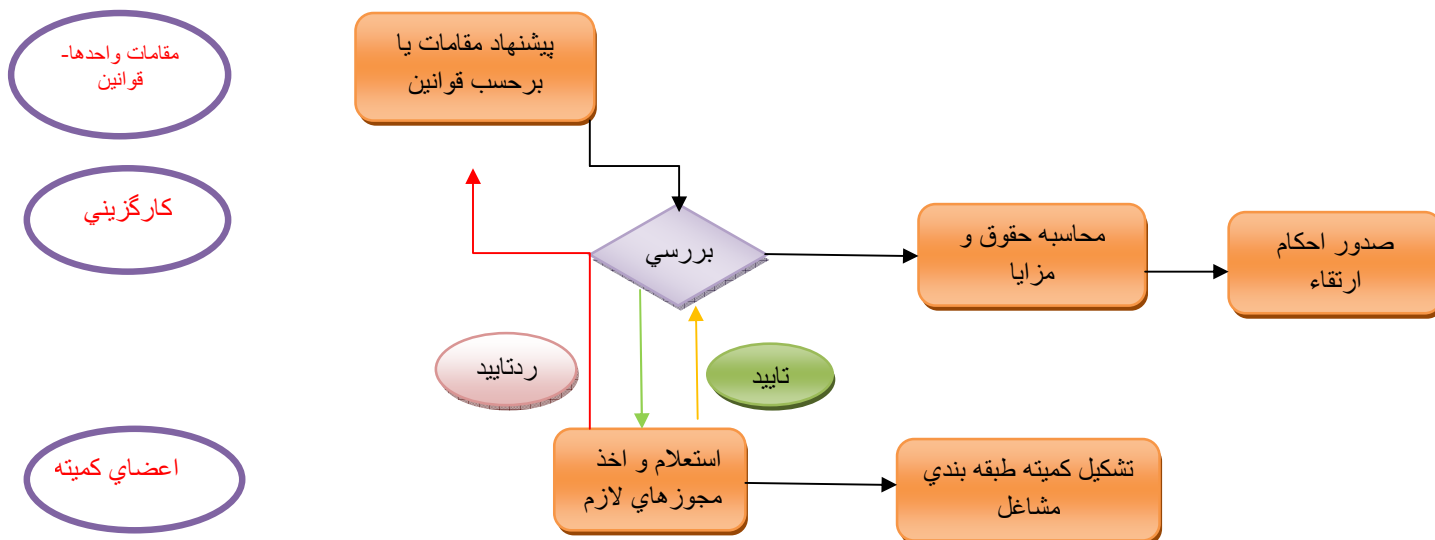 مقامات واحدها-
قوانين
پيشنهاد مقامات يا
برحسب قوانين
كارگزيني
بررسي
محاسبه حقوق و
مزايا
صدور احكام
ارتقاء
ردتاييد
تاييد
اعضاي كميته
استعلام و اخذ
مجوزهاي لازم
تشكيل كميته طبقه بندي
مشاغل